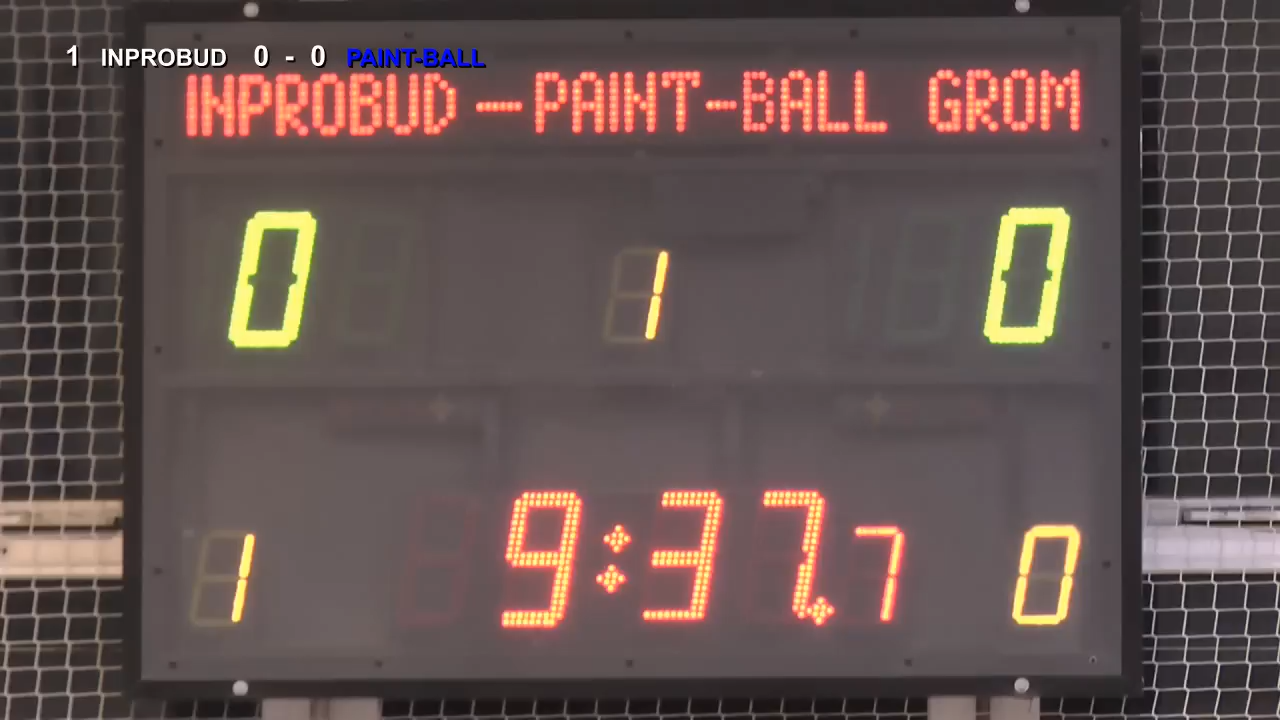 1 INPROBUD 0 - 0 PAINT-BALL
INPROBUD-PAINT-BALL GROM
0 1 0
1 9:37.7 0